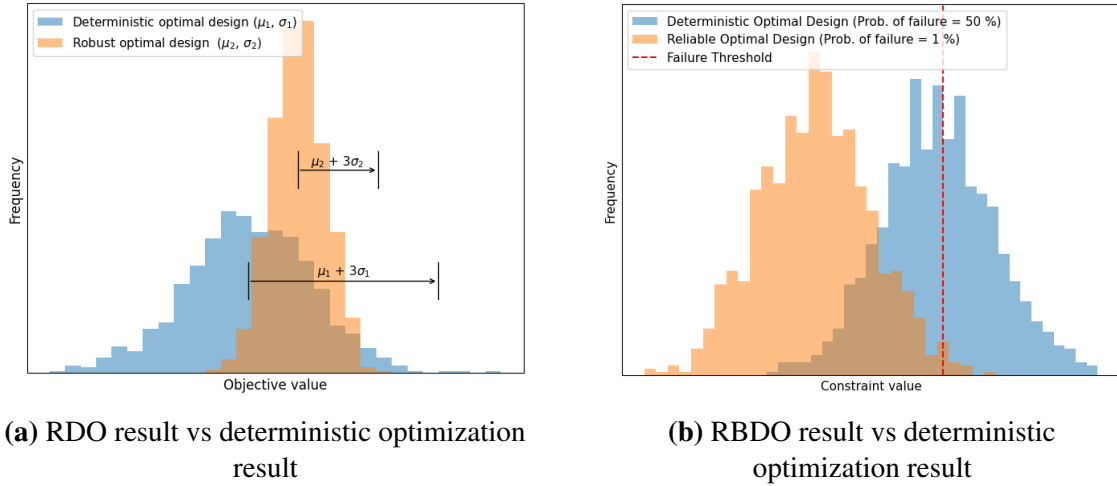 Deterministic optimal design (μ₁, σ₁)
Robust optimal design (μ₂, σ₂)
μ₂ + 3σ₂
μ₁ + 3σ₁
Frequency
Objective value
(a) RDO result vs deterministic optimization
result
Deterministic Optimal Design (Prob. of failure = 50 %)
Reliable Optimal Design (Prob. of failure = 1 %)
Failure Threshold
Frequency
Constraint value
(b) RBDO result vs deterministic
optimization result